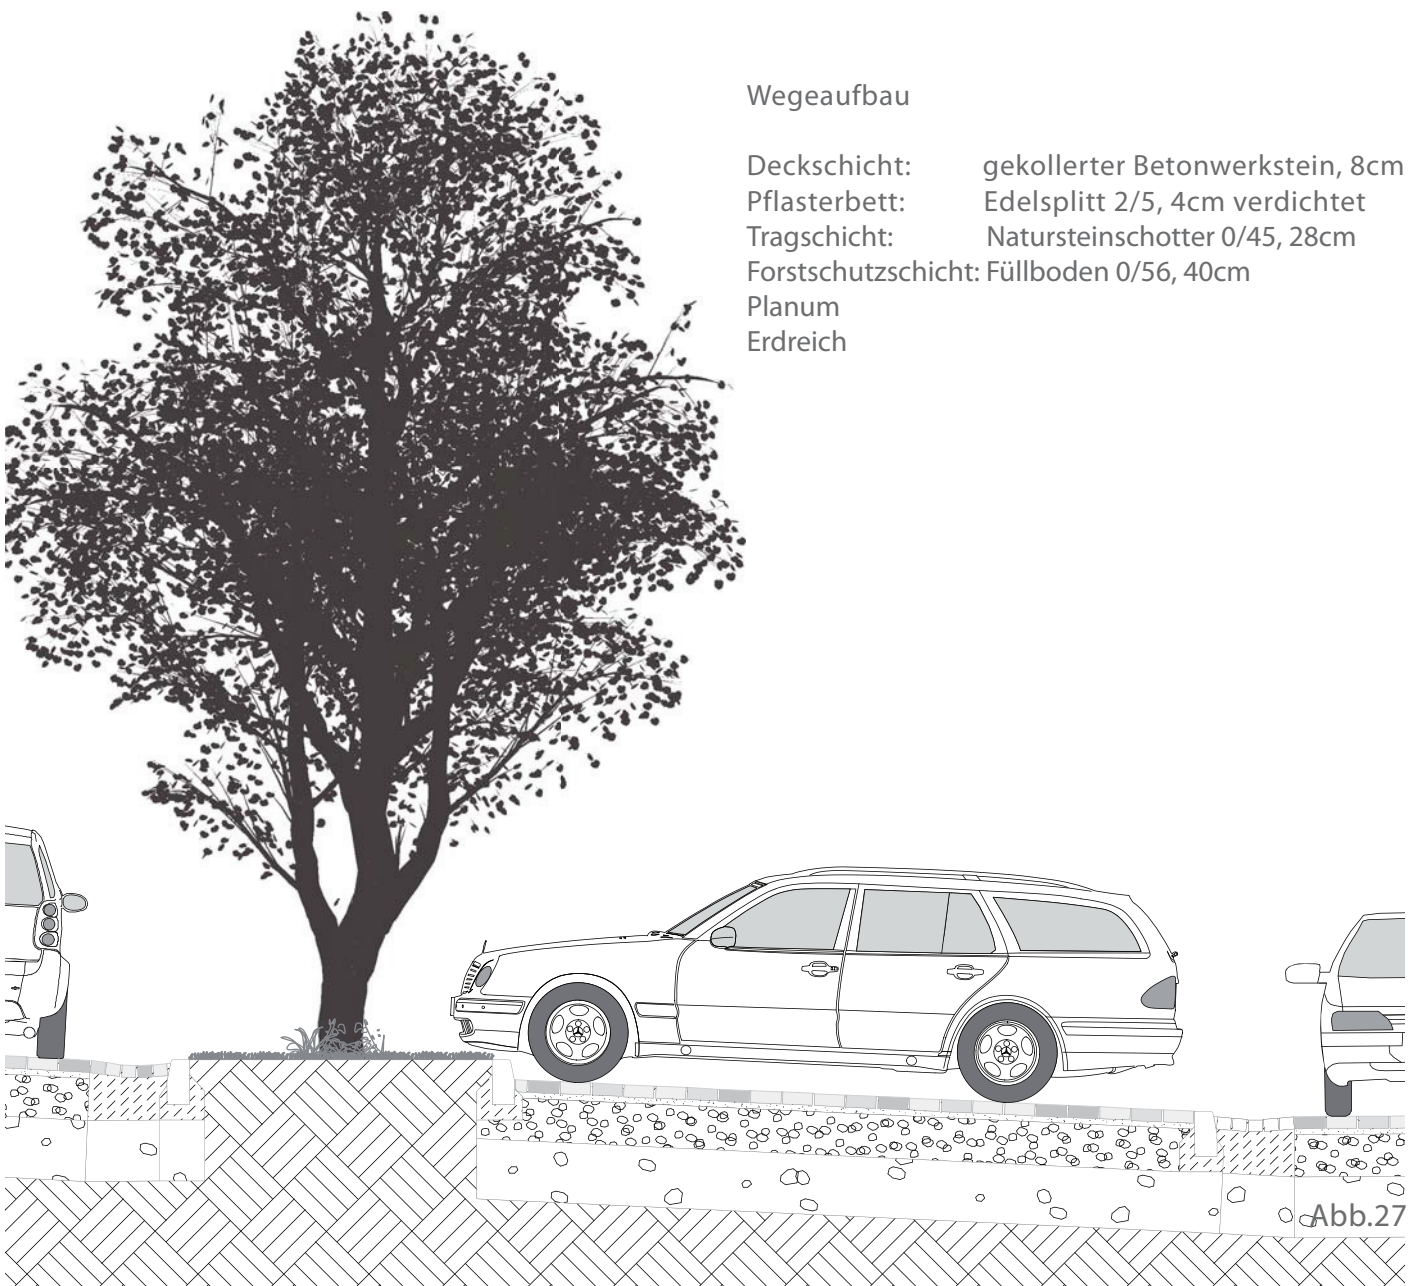 Wegeaufbau
Deckschicht: gekollerter Betonwerkstein, 8cm
Pflasterbett: Edelsplitt 2/5, 4cm verdichtet
Tragschicht: Natursteinschotter 0/45, 28cm
Forstschutzschicht: Füllboden 0/56, 40cm
Planum
Erdreich
Abb.27